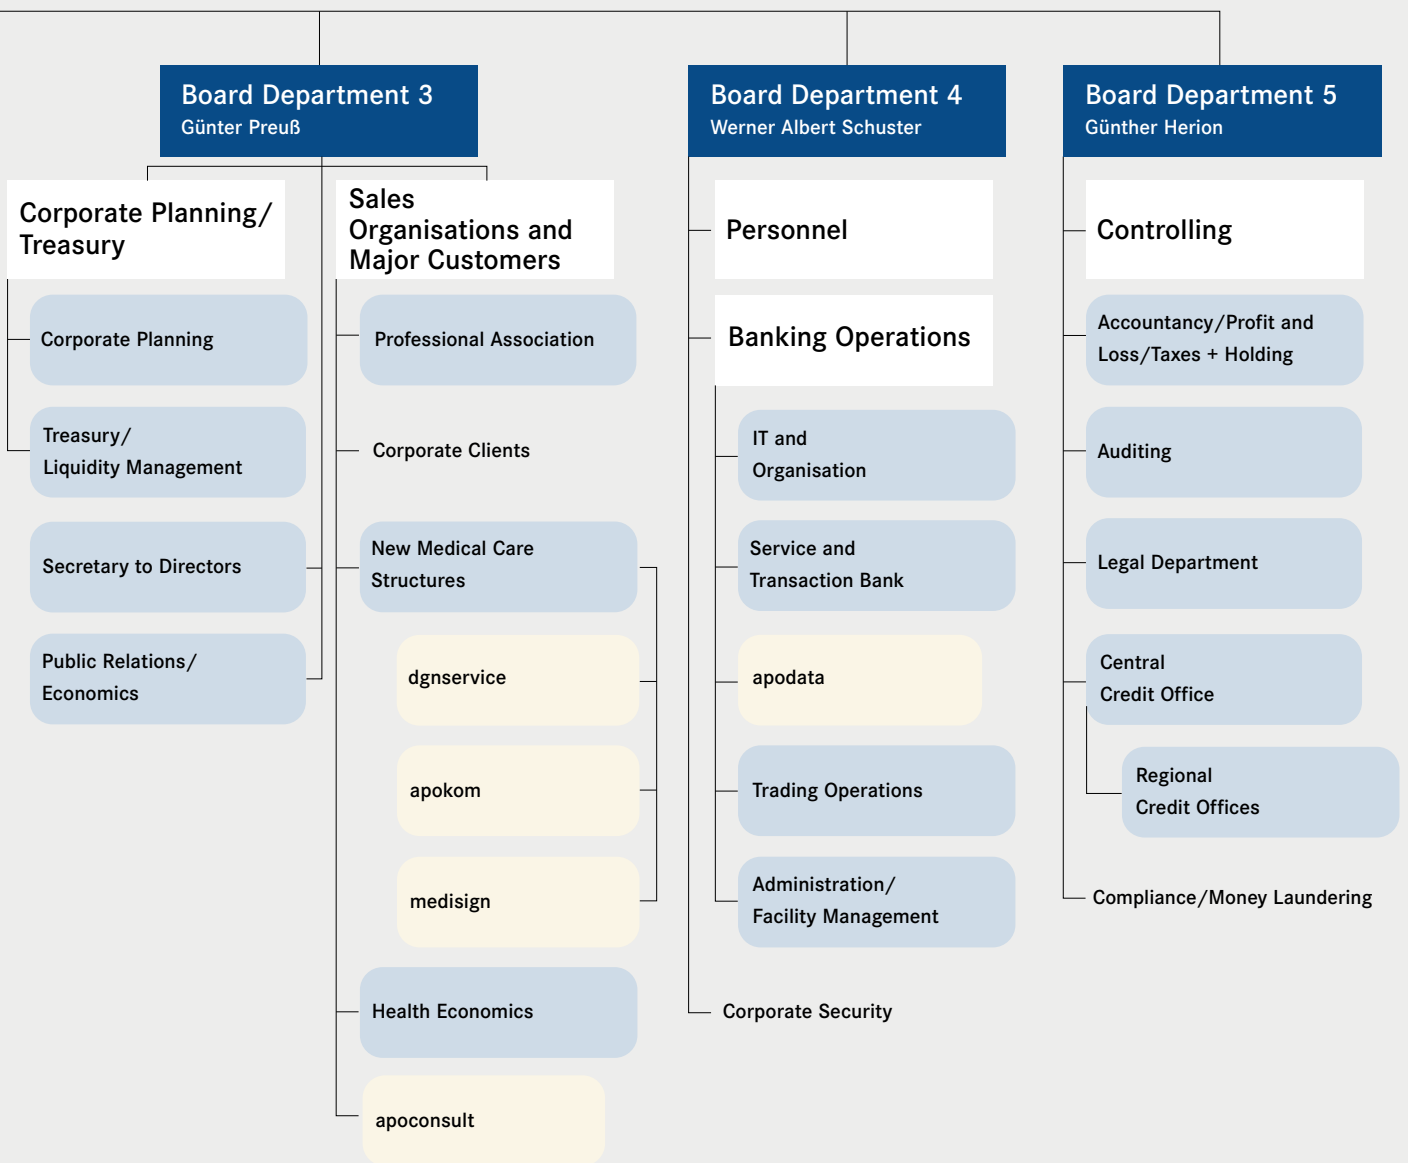 Board Department 3
Günter Preuß
Corporate Planning/
Treasury
Corporate Planning
Treasury/
Liquidity Management
Secretary to Directors
Public Relations/
Economics
Sales
Organisations and
Major Customers
Professional Association
Corporate Clients
New Medical Care
Structures
dgnservice
apokom
medisign
Health Economics
apoconsult
Board Department 4
Werner Albert Schuster
Personnel
Banking Operations
IT and
Organisation
Service and
Transaction Bank
apodata
Trading Operations
Administration/
Facility Management
Corporate Security
Board Department 5
Günther Herion
Controlling
Accountancy/Profit and
Loss/Taxes + Holding
Auditing
Legal Department
Central
Credit Office
Regional
Credit Offices
Compliance/Money Laundering